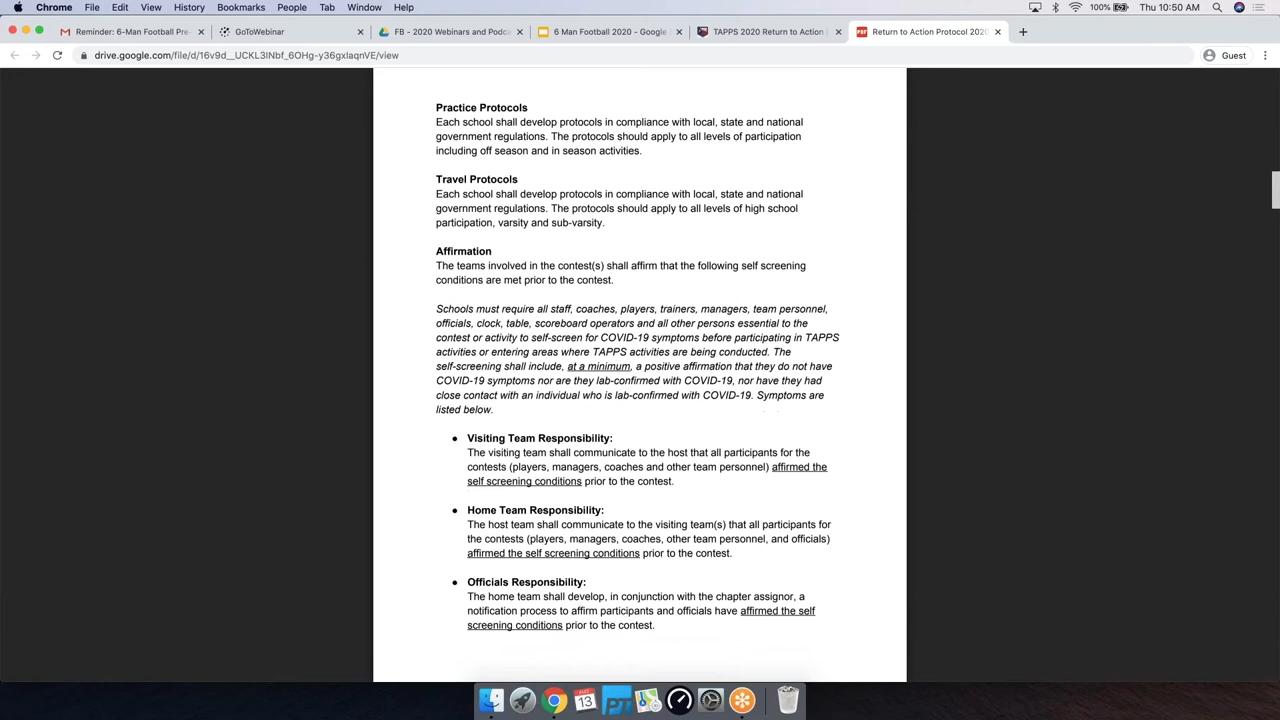 Chrome File Edit View History Bookmarks People Tab Window Help 100% Thu 10:50 AM
Reminder: 6-Man Football Pre GoToWebinar FB - 2020 Webinars and Podca 6 Man Football 2020 - Google TAPPS 2020 Return to Action Return to Action Protocol 2020
Guest
Practice Protocols
Each school shall develop protocols in compliance with local, state and national
government regulations. The protocols should apply to all levels of participation
including off season and in season activities.
Travel Protocols
Each school shall develop protocols in compliance with local, state and national
government regulations. The protocols should apply to all levels of high school
participation, varsity and sub-varsity.
Affirmation
The teams involved in the contest(s) shall affirm that the following self screening
conditions are met prior to the contest.
Schools must require all staff, coaches, players, trainers, managers, team personnel,
officials, clock, table, scoreboard operators and all other persons essential to the
contest or activity to self-screen for COVID-19 symptoms before participating in TAPPS
activities or entering areas where TAPPS activities are being conducted. The
self-screening shall include, at a minimum, a positive affirmation that they do not have
COVID-19 symptoms nor are they lab-confirmed with COVID-19, nor have they had
close contact with an individual who is lab-confirmed with COVID-19. Symptoms are
listed below.
● Visiting Team Responsibility:
The visiting team shall communicate to the host that all participants for the
contests (players, managers, coaches and other team personnel) affirmed the
self screening conditions prior to the contest.
● Home Team Responsibility:
The host team shall communicate to the visiting team(s) that all participants for
the contests (players, managers, coaches, other team personnel, and officials)
affirmed the self screening conditions prior to the contest.
● Officials Responsibility:
The home team shall develop, in conjunction with the chapter assignor, a
notification process to affirm participants and officials have affirmed the self
screening conditions prior to the contest.
13
PT